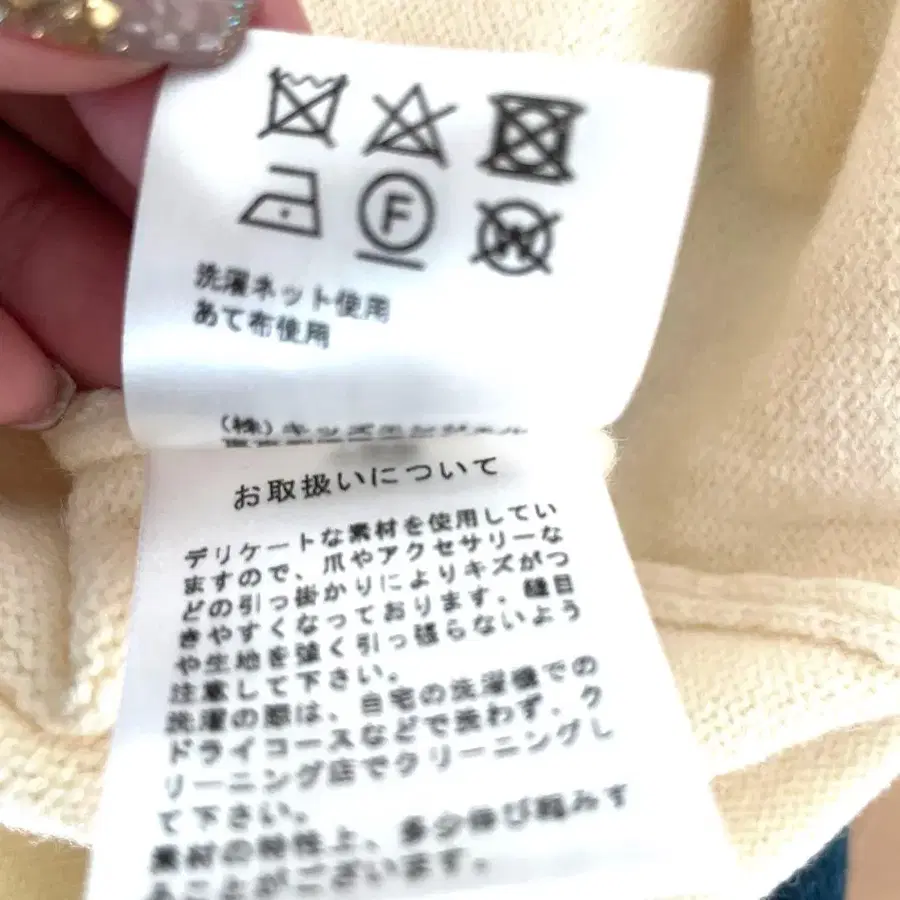 F
W
洗濯ネット使用
あて布使用
(株)キッズ
お取扱いについて
デリケートな素材を使用してい
ますので、爪やアクセサリーな
どの引っ掛かりによりキズがつ
きやすくなっております。縫目
や生地を強く引っ張らないよう
注意して下さい。
洗濯の際は、自宅の洗濯機での
ドライコースなどで洗わず、ク
リーニング店でクリーニングし
て下さい。
素材の特性上、多少伸び縮みす
ることがございます。